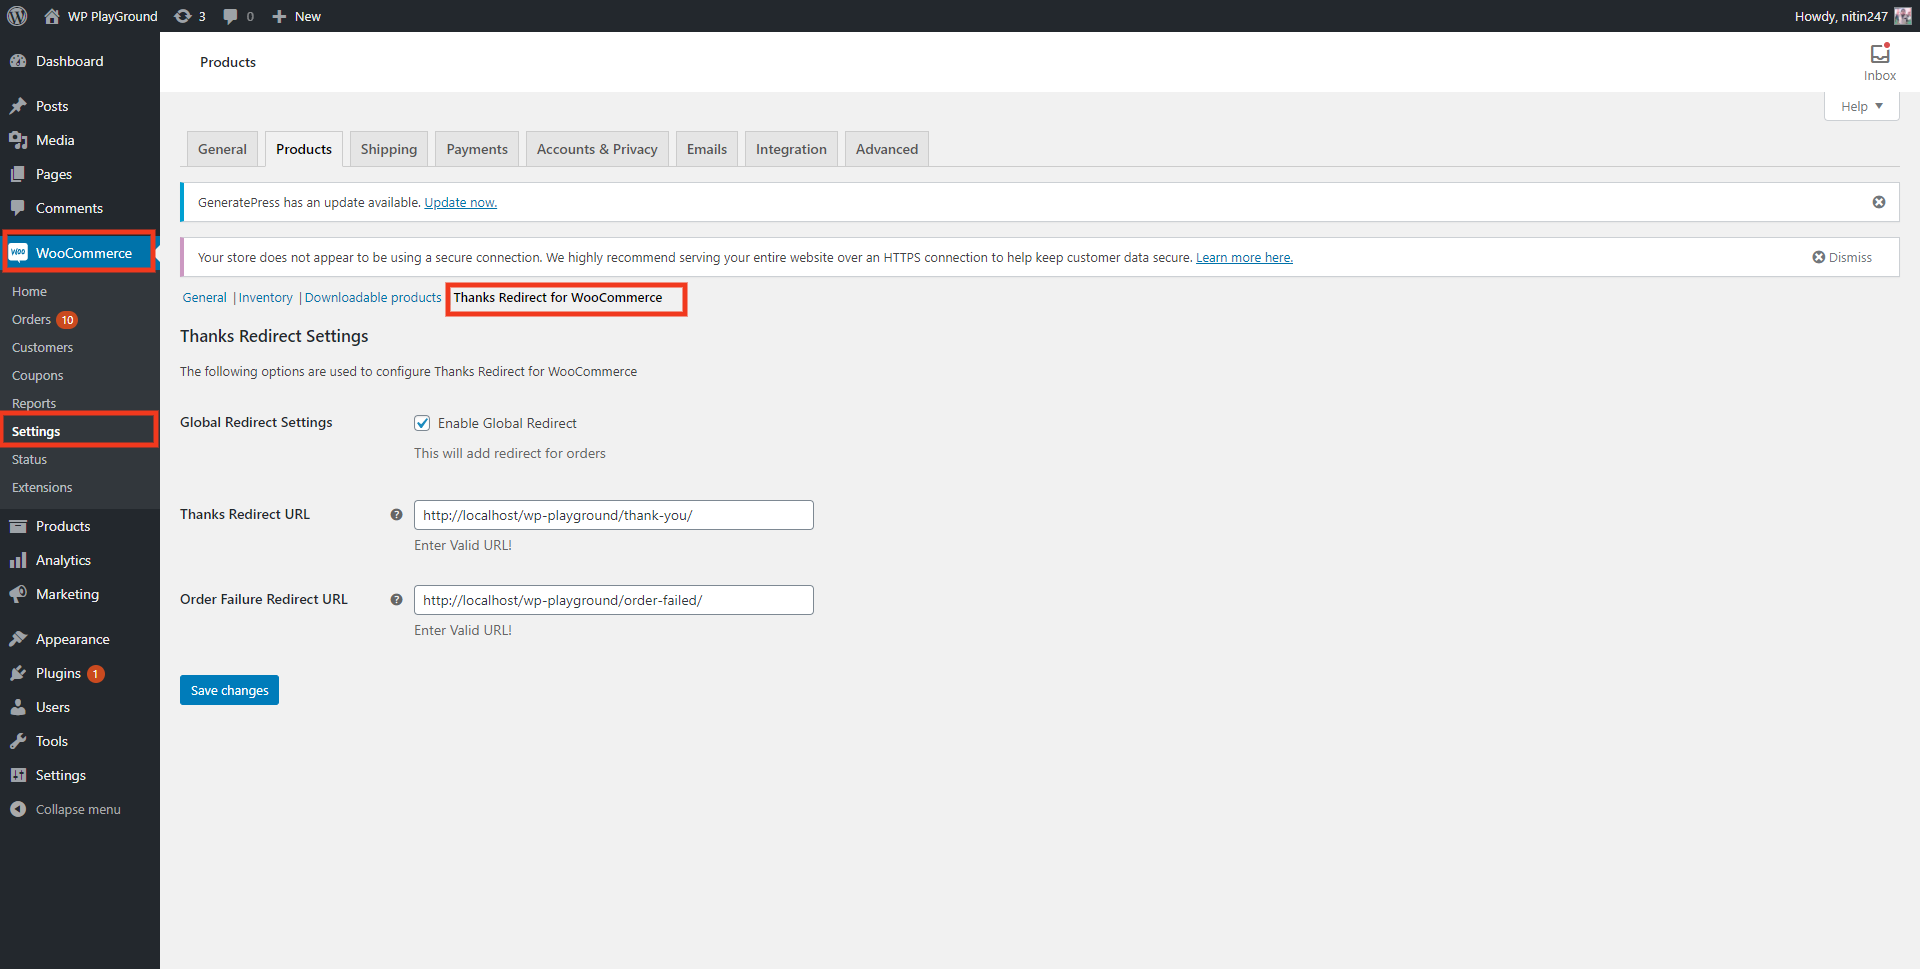 WP PlayGround 3 0 New Howdy, nitin247
Dashboard
Posts
Media
Pages
Comments
Woo WooCommerce
Home
Orders 10
Customers
Coupons
Reports
Settings
Status
Extensions
Products
Analytics
Marketing
Appearance
Plugins 1
Users
Tools
Settings
Collapse menu
Products
Inbox
Help
General Products Shipping Payments Accounts & Privacy Emails Integration Advanced
GeneratePress has an update available. Update now.
Your store does not appear to be using a secure connection. We highly recommend serving your entire website over an HTTPS connection to help keep customer data secure. Learn more here. Dismiss
General | Inventory | Downloadable products Thanks Redirect for WooCommerce
Thanks Redirect Settings
The following options are used to configure Thanks Redirect for WooCommerce
Global Redirect Settings Enable Global Redirect
This will add redirect for orders
Thanks Redirect URL ? http://localhost/wp-playground/thank-you/
Enter Valid URL!
Order Failure Redirect URL ? http://localhost/wp-playground/order-failed/
Enter Valid URL!
Save changes